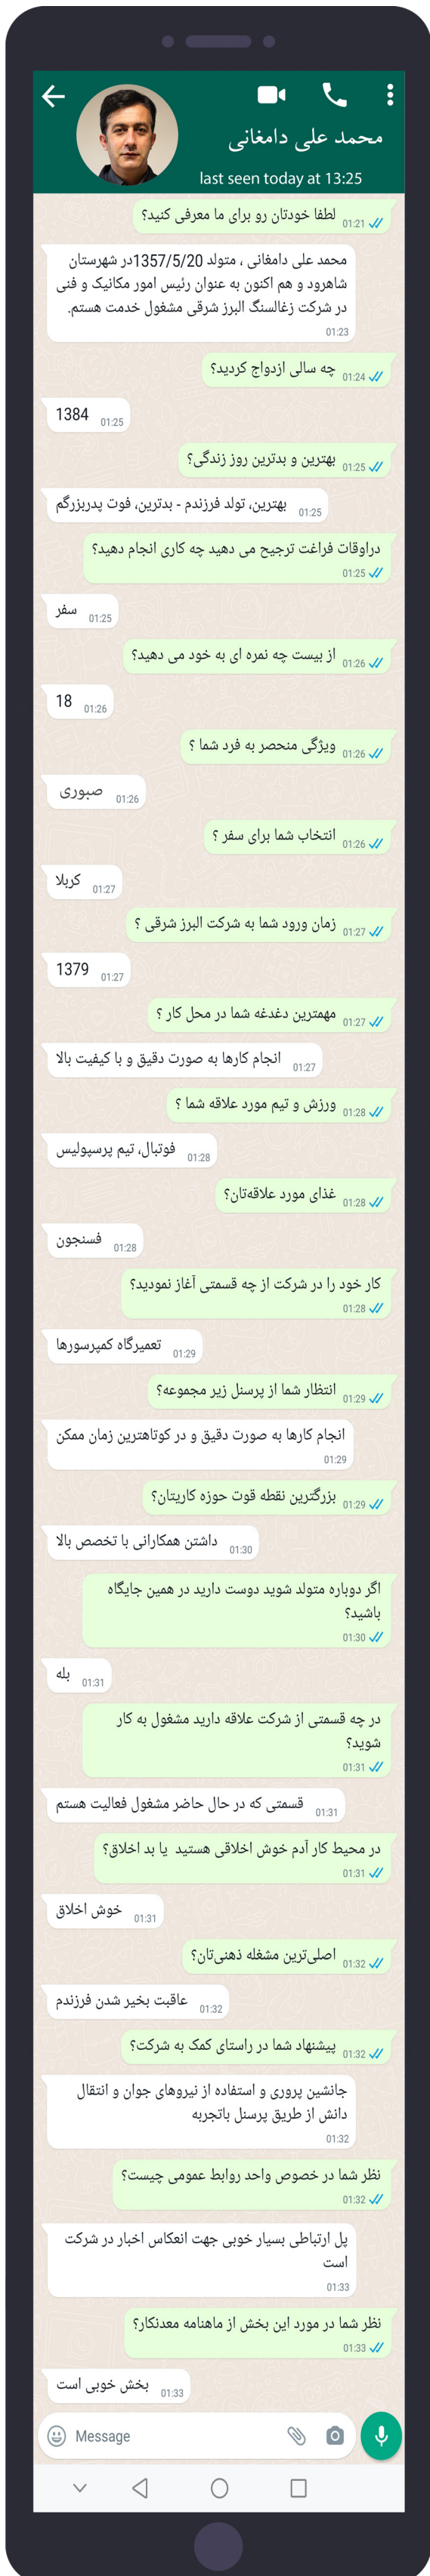 محمد علی دامغانی
last seen today at 13:25
لطفا خودتان رو برای ما معرفی کنید؟
01:21
محمد علی دامغانی ، متولد 1357/5/20در شهرستان
شاهرود و هم اکنون به عنوان رئیس امور مکانیک و فنی
در شرکت زغالسنگ البرز شرقی مشغول خدمت هستم.
01:23
چه سالی ازدواج کردید؟
01:24
1384
01:25
بهترین و بدترین روز زندگی؟
01:25
بهترین، تولد فرزندم - بدترین، فوت پدربزرگم
01:25
دراوقات فراغت ترجیح می دهید چه کاری انجام دهید؟
01:25
سفر
01:25
از بیست چه نمره ای به خود می دهید؟
01:26
18
01:26
ویژگی منحصر به فرد شما ؟
01:26
صبوری
01:26
انتخاب شما برای سفر ؟
01:26
کربلا
01:27
زمان ورود شما به شرکت البرز شرقی ؟
01:27
1379
01:27
مهمترین دغدغه شما در محل کار ؟
01:27
انجام کارها به صورت دقیق و با کیفیت بالا
01:27
ورزش و تیم مورد علاقه شما ؟
01:28
فوتبال، تیم پرسپولیس
01:28
غذای مورد علاقه‌تان؟
01:28
فسنجون
01:28
کار خود را در شرکت از چه قسمتی آغاز نمودید؟
01:28
تعمیرگاه کمپرسورها
01:29
انتظار شما از پرسنل زیر مجموعه؟
01:29
انجام کارها به صورت دقیق و در کوتاهترین زمان ممکن
01:29
بزرگترین نقطه قوت حوزه کاریتان؟
01:29
داشتن همکارانی با تخصص بالا
01:30
اگر دوباره متولد شوید دوست دارید در همین جایگاه
باشید؟
01:30
بله
01:31
در چه قسمتی از شرکت علاقه دارید مشغول به کار
شوید؟
01:31
قسمتی که در حال حاضر مشغول فعالیت هستم
01:31
در محیط کار آدم خوش اخلاقی هستید یا بد اخلاق؟
01:31
خوش اخلاق
01:31
اصلی‌ترین مشغله ذهنی‌تان؟
01:32
عاقبت بخیر شدن فرزندم
01:32
پیشنهاد شما در راستای کمک به شرکت؟
01:32
جانشین پروری و استفاده از نیروهای جوان و انتقال
دانش از طریق پرسنل باتجربه
01:32
نظر شما در خصوص واحد روابط عمومی چیست؟
01:32
پل ارتباطی بسیار خوبی جهت انعکاس اخبار در شرکت
است
01:33
نظر شما در مورد این بخش از ماهنامه معدنکار؟
01:33
بخش خوبی است
01:33
Message